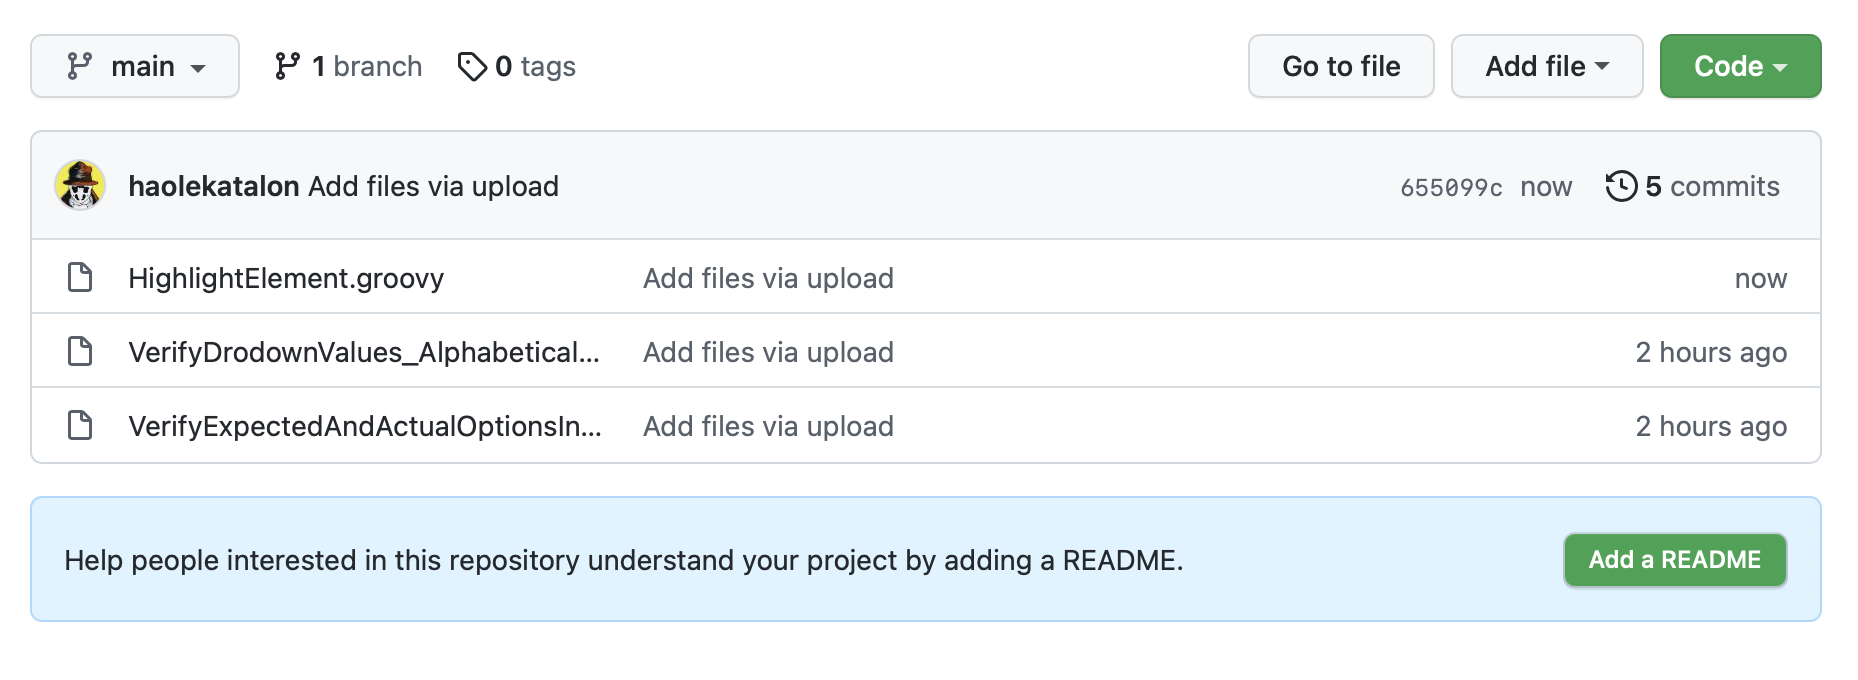 main 1 branch 0 tags Go to file Add file Code
haolekatalon Add files via upload 655099c now 5 commits
HighlightElement.groovy Add files via upload now
VerifyDrodownValues_Alphabetical... Add files via upload 2 hours ago
VerifyExpectedAndActualOptionsIn... Add files via upload 2 hours ago
Help people interested in this repository understand your project by adding a README. Add a README